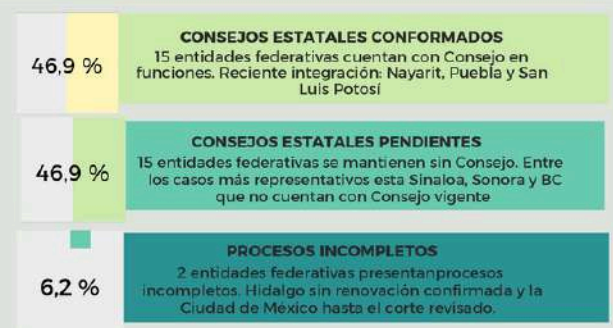 CONSEJOS ESTATALES CONFORMADOS
46,9 %
15 entidades federativas cuentan con Consejo en
funciones. Reciente integración: Nayarit, Puebla y San
Luis Potosí
CONSEJOS ESTATALES PENDIENTES
46,9 %
15 entidades federativas se mantienen sin Consejo. Entre
los casos más representativos esta Sinaloa, Sonora y BC
que no cuentan con Consejo vigente
PROCESOS INCOMPLETOS
6,2 %
2 entidades federativas presentanprocesos
incompletos. Hidalgo sin renovación confirmada y la
Ciudad de México hasta el corte revisado.